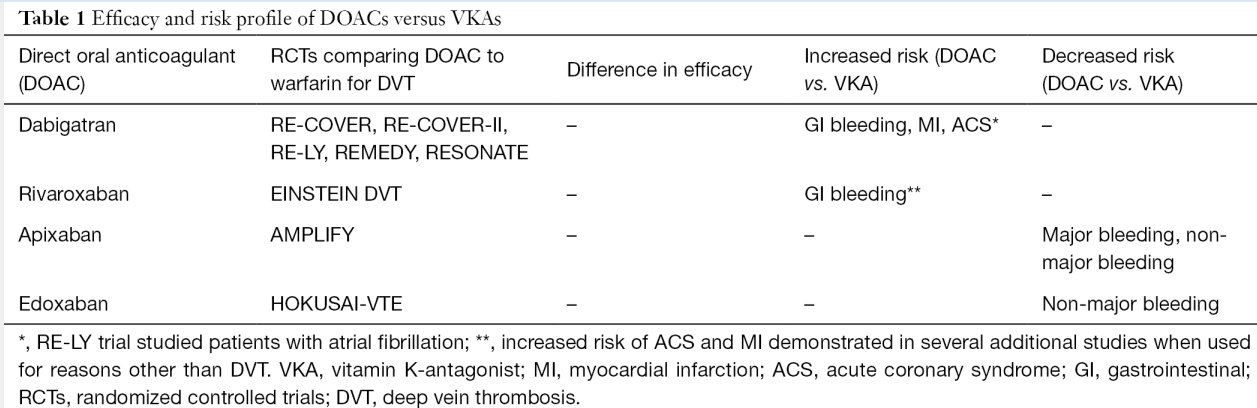 Table 1 Efficacy and risk profile of DOACs versus VKAs
Direct oral anticoagulant (DOAC) RCTs comparing DOAC to warfarin for DVT Difference in efficacy Increased risk (DOAC vs. VKA) Decreased risk (DOAC vs. VKA)
Dabigatran RE-COVER, RE-COVER-II, RE-LY, REMEDY, RESONATE – GI bleeding, MI, ACS* –
Rivaroxaban EINSTEIN DVT – GI bleeding** –
Apixaban AMPLIFY – – Major bleeding, non-major bleeding
Edoxaban HOKUSAI-VTE – – Non-major bleeding
*, RE-LY trial studied patients with atrial fibrillation; **, increased risk of ACS and MI demonstrated in several additional studies when used
for reasons other than DVT. VKA, vitamin K-antagonist; MI, myocardial infarction; ACS, acute coronary syndrome; GI, gastrointestinal;
RCTs, randomized controlled trials; DVT, deep vein thrombosis.